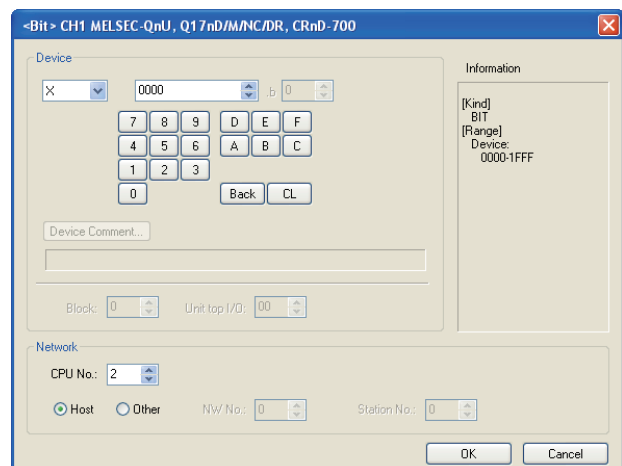 <Bit> CH1 MELSEC-QnU, Q17nD/M/NC/DR, CRnD-700
Device
X 0000 .b 0
7 8 9 D E F
4 5 6 A B C
1 2 3
0 Back CL
Device Comment...
Block: 0 Unit top I/O: 00
Information
[Kind]
BIT
[Range]
Device:
0000-1FFF
Network
CPU No.: 2
Host Other NW No.: 0 Station No.: 0
OK Cancel